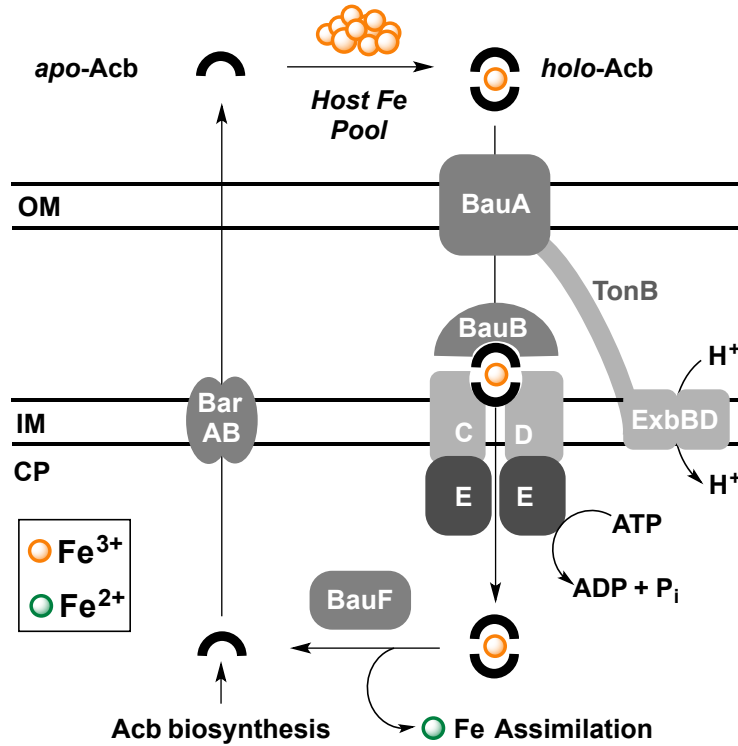 apo-Acb
holo-Acb
Host Fe
Pool
OM
BauA
TonB
BauB
H⁺
Bar
AB
IM
C
D
ExbBD
CP
H⁺
E
E
ATP
ADP + Pᵢ
Fe³⁺
Fe²⁺
BauF
Acb biosynthesis
Fe Assimilation